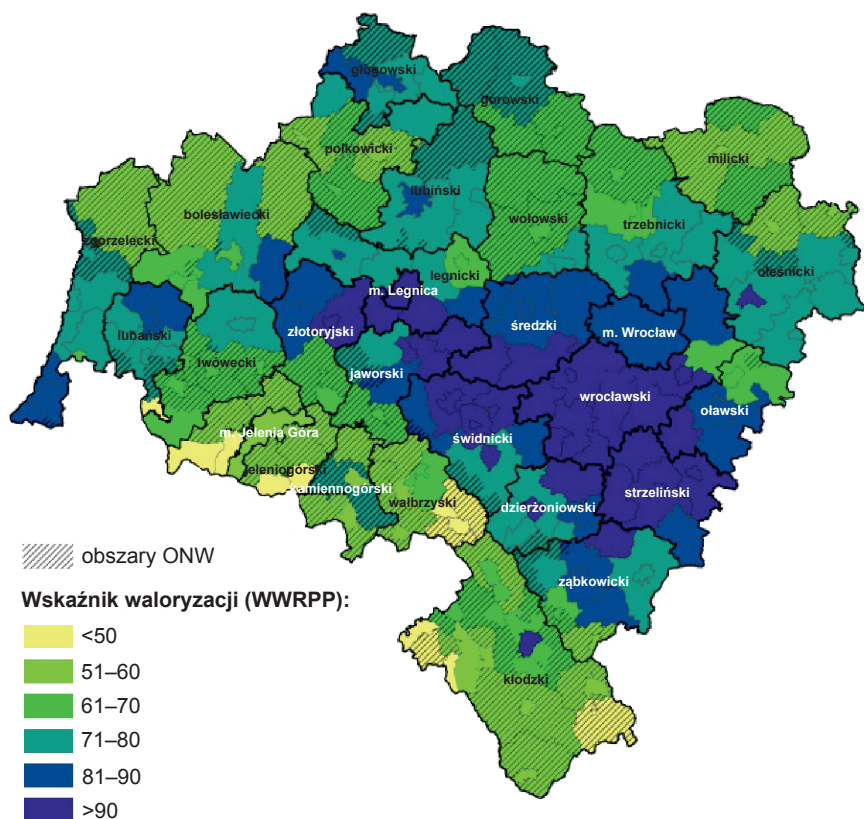 głogowski
górowski
polkowicki
milicki
lubiński
bolesławiecki
wołowski
trzebnicki
zgorzelecki
oleśnicki
legnicki
m. Legnica
złotoryjski
średzki
m. Wrocław
lubański
lwówecki
jaworski
wrocławski
oławski
m. Jelenia Góra
świdnicki
jeleniogórski
kamiennogórski
wałbrzyski
dzierżoniowski
strzeliński
ząbkowicki
kłodzki
obszary ONW
Wskaźnik waloryzacji (WWRPP):
<50
51–60
61–70
71–80
81–90
>90